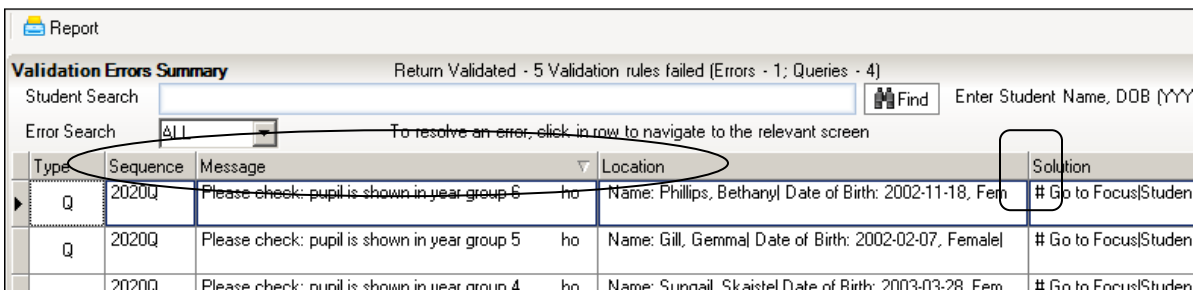 Report
Validation Errors Summary Return Validated - 5 Validation rules failed (Errors - 1; Queries - 4)
Student Search Find Enter Student Name, DOB (YYY
Error Search ALL To resolve an error, click in row to navigate to the relevant screen
Type Sequence Message Location Solution
Q 2020Q Please check: pupil is shown in year group 6 ho Name: Phillips, Bethany| Date of Birth: 2002-11-18, Fem # Go to Focus|Studen
Q 2020Q Please check: pupil is shown in year group 5 ho Name: Gill, Gemma| Date of Birth: 2002-02-07, Female| # Go to Focus|Studen
2020Q Please check: pupil is shown in year group 4 ho Name: Sungail, Skaiste| Date of Birth: 2003-03-28, Fem # Go to Focus|Studen